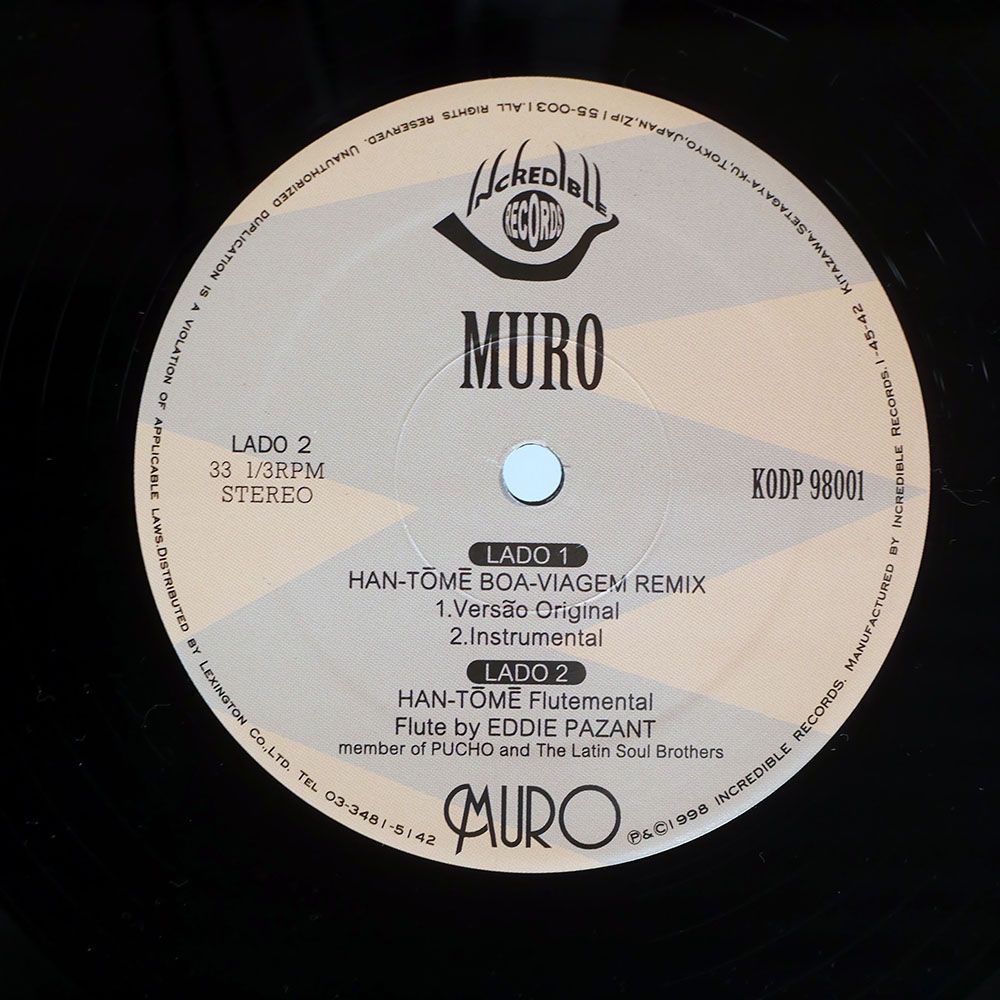 INCREDIBLE
RECORDS
MURO
LADO 2
33 1/3RPM
STEREO
KODP 98001
LADO 1
HAN-TŌMĒ BOA-VIAGEM REMIX
1.Versão Original
2.Instrumental
LADO 2
HAN-TŌMĒ Flutemental
Flute by EDDIE PAZANT
member of PUCHO and The Latin Soul Brothers
MURO
℗&©1998 INCREDIBLE RECORDS. MANUFACTURED BY INCREDIBLE RECORDS. 1-45-42 KITAZAWA,SETAGAYA-KU,TOKYO,JAPAN,ZIP155-0031.ALL RIGHTS RESERVED. UNAUTHORIZED DUPLICATION IS A VIOLATION OF APPLICABLE LAWS.DISTRIBUTED BY LEXINGTON CO.,LTD. TEL 03-3481-5142